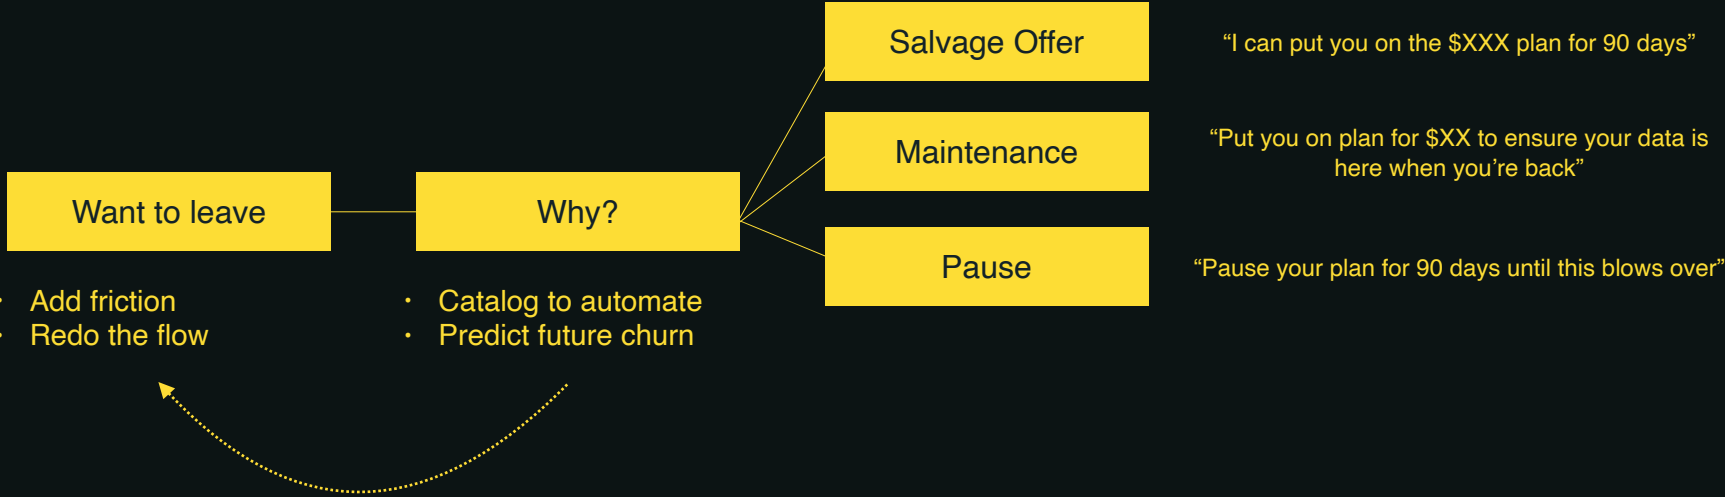 Salvage Offer
“I can put you on the $XXX plan for 90 days”
Maintenance
“Put you on plan for $XX to ensure your data is
here when you’re back”
Want to leave
Why?
Pause
“Pause your plan for 90 days until this blows over”
• Add friction
• Redo the flow
• Catalog to automate
• Predict future churn